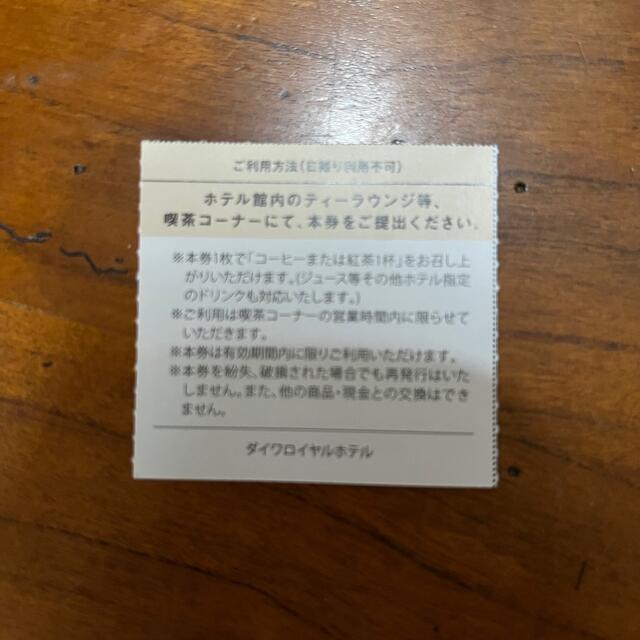 ご利用方法(日帰り利用不可)
ホテル館内のティーラウンジ等、
喫茶コーナーにて、本券をご提出ください。
※本券1枚で「コーヒーまたは紅茶1杯」をお召し上
がりいただけます。(ジュース等その他ホテル指定
のドリンクも対応いたします。)
※ご利用は喫茶コーナーの営業時間内に限らせて
いただきます。
※本券は有効期間内に限りご利用いただけます。
※本券を紛失、破損された場合でも再発行はいた
しません。また、他の商品・現金との交換はでき
ません。
ダイワロイヤルホテル